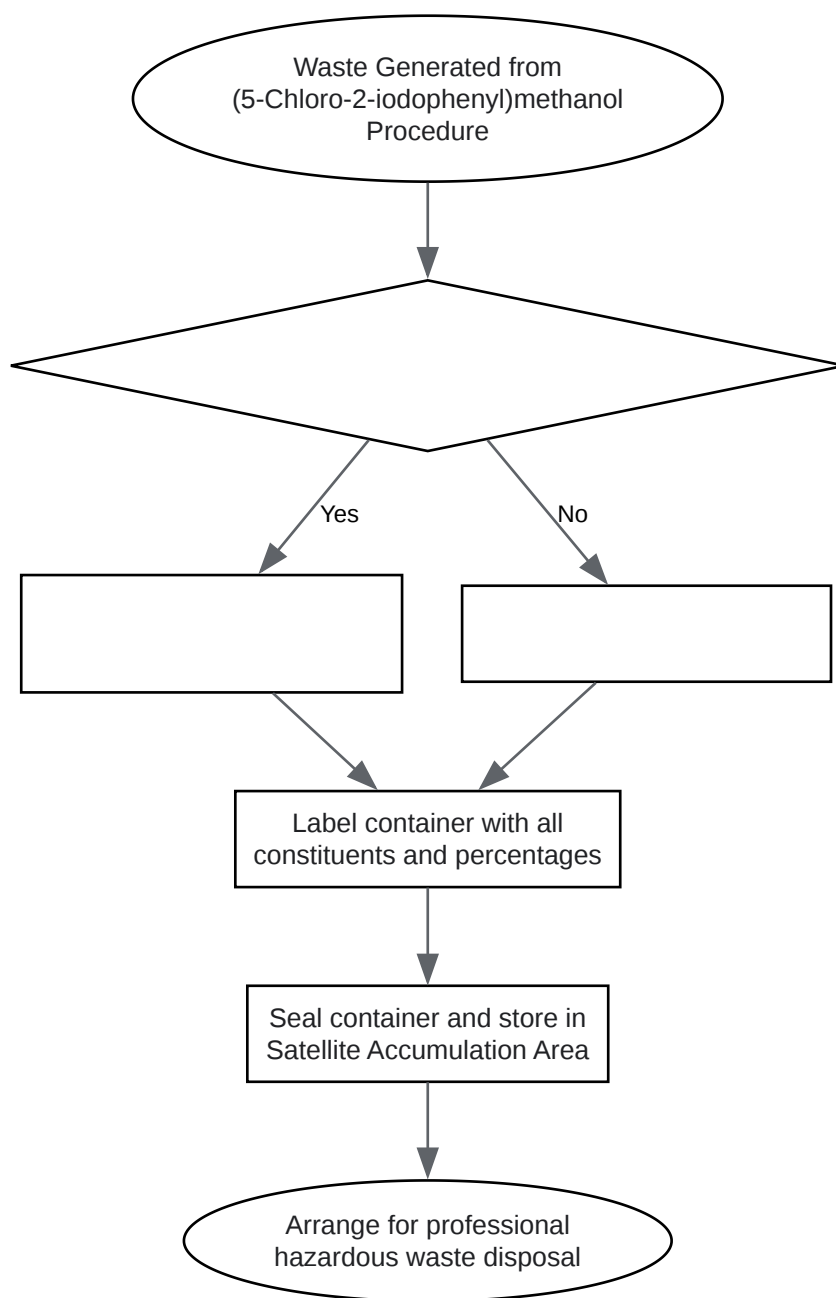 Waste Generated from
(5-Chloro-2-iodophenyl)methanol
Procedure
Yes
No
Label container with all
constituents and percentages
Seal container and store in
Satellite Accumulation Area
Arrange for professional
hazardous waste disposal